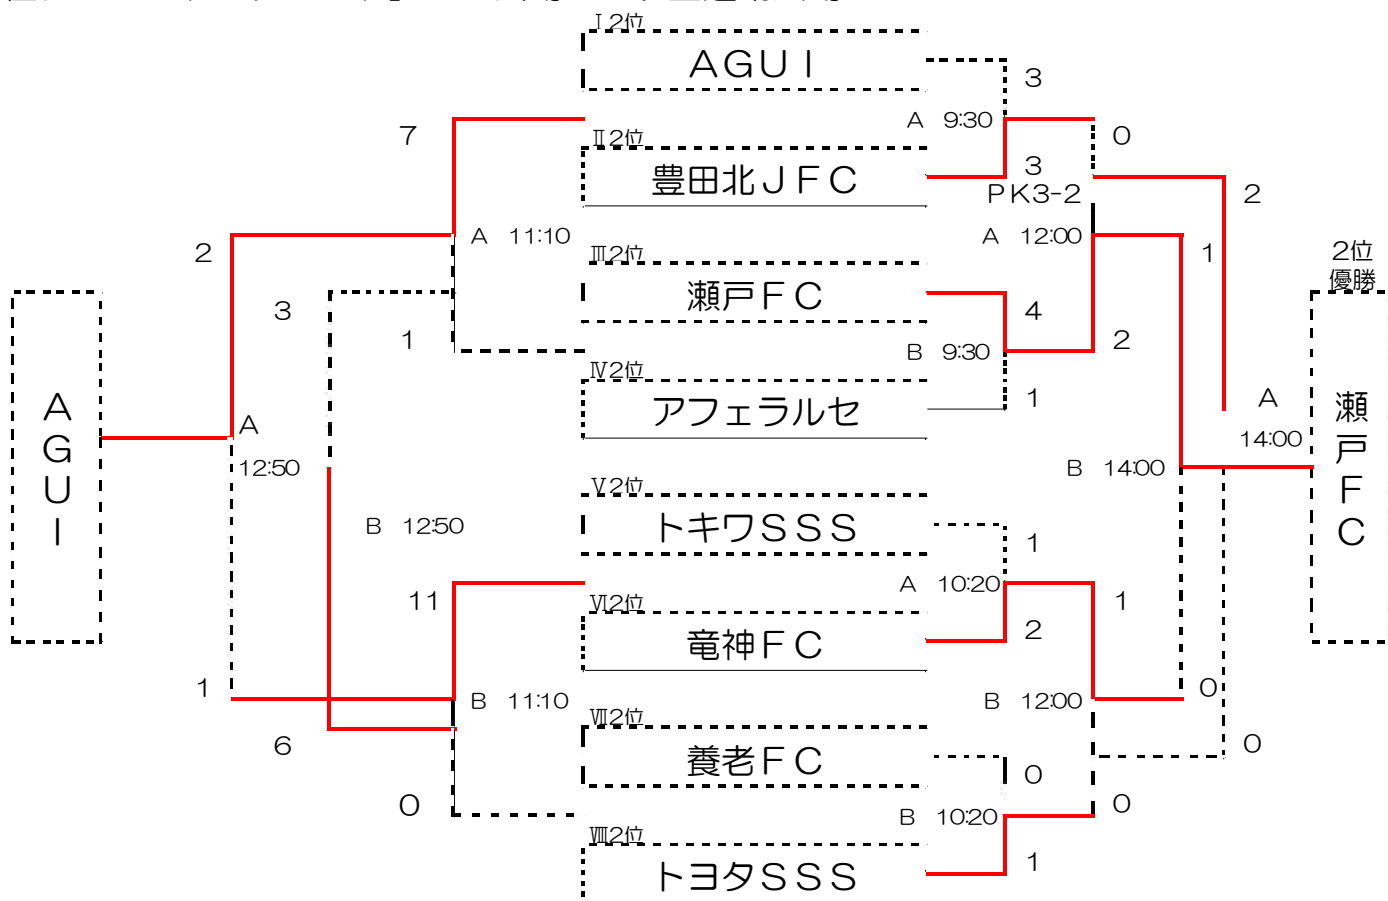 Ⅰ2位
AGUI
3
7
A 9:30
0
Ⅱ2位
豊田北JFC
3
PK3-2
2
2
A 11:10
A 12:00
1
2位
優勝
Ⅲ2位
瀬戸FC
3
4
1
B 9:30
2
Ⅳ2位
アフェラルセ
1
A
14:00
AGUI
A
12:50
瀬戸FC
B 14:00
Ⅴ2位
トキワSSS
B 12:50
1
A 10:20
11
1
Ⅵ2位
竜神FC
2
1
0
B 11:10
B 12:00
Ⅶ2位
6
養老FC
0
0
0
0
B 10:20
Ⅷ2位
トヨタSSS
1